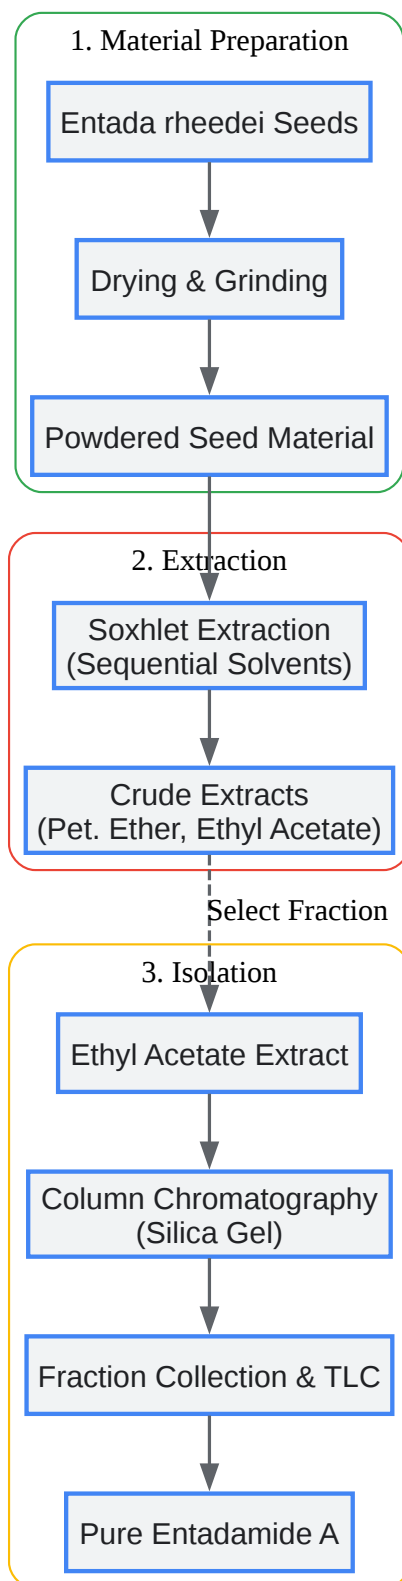 1. Material Preparation
Entada rheedei Seeds
Drying & Grinding
Powdered Seed Material
2. Extraction
Soxhlet Extraction
(Sequential Solvents)
Crude Extracts
(Pet. Ether, Ethyl Acetate)
Select Fraction
3. Isolation
Ethyl Acetate Extract
Column Chromatography
(Silica Gel)
Fraction Collection & TLC
Pure Entadamide A